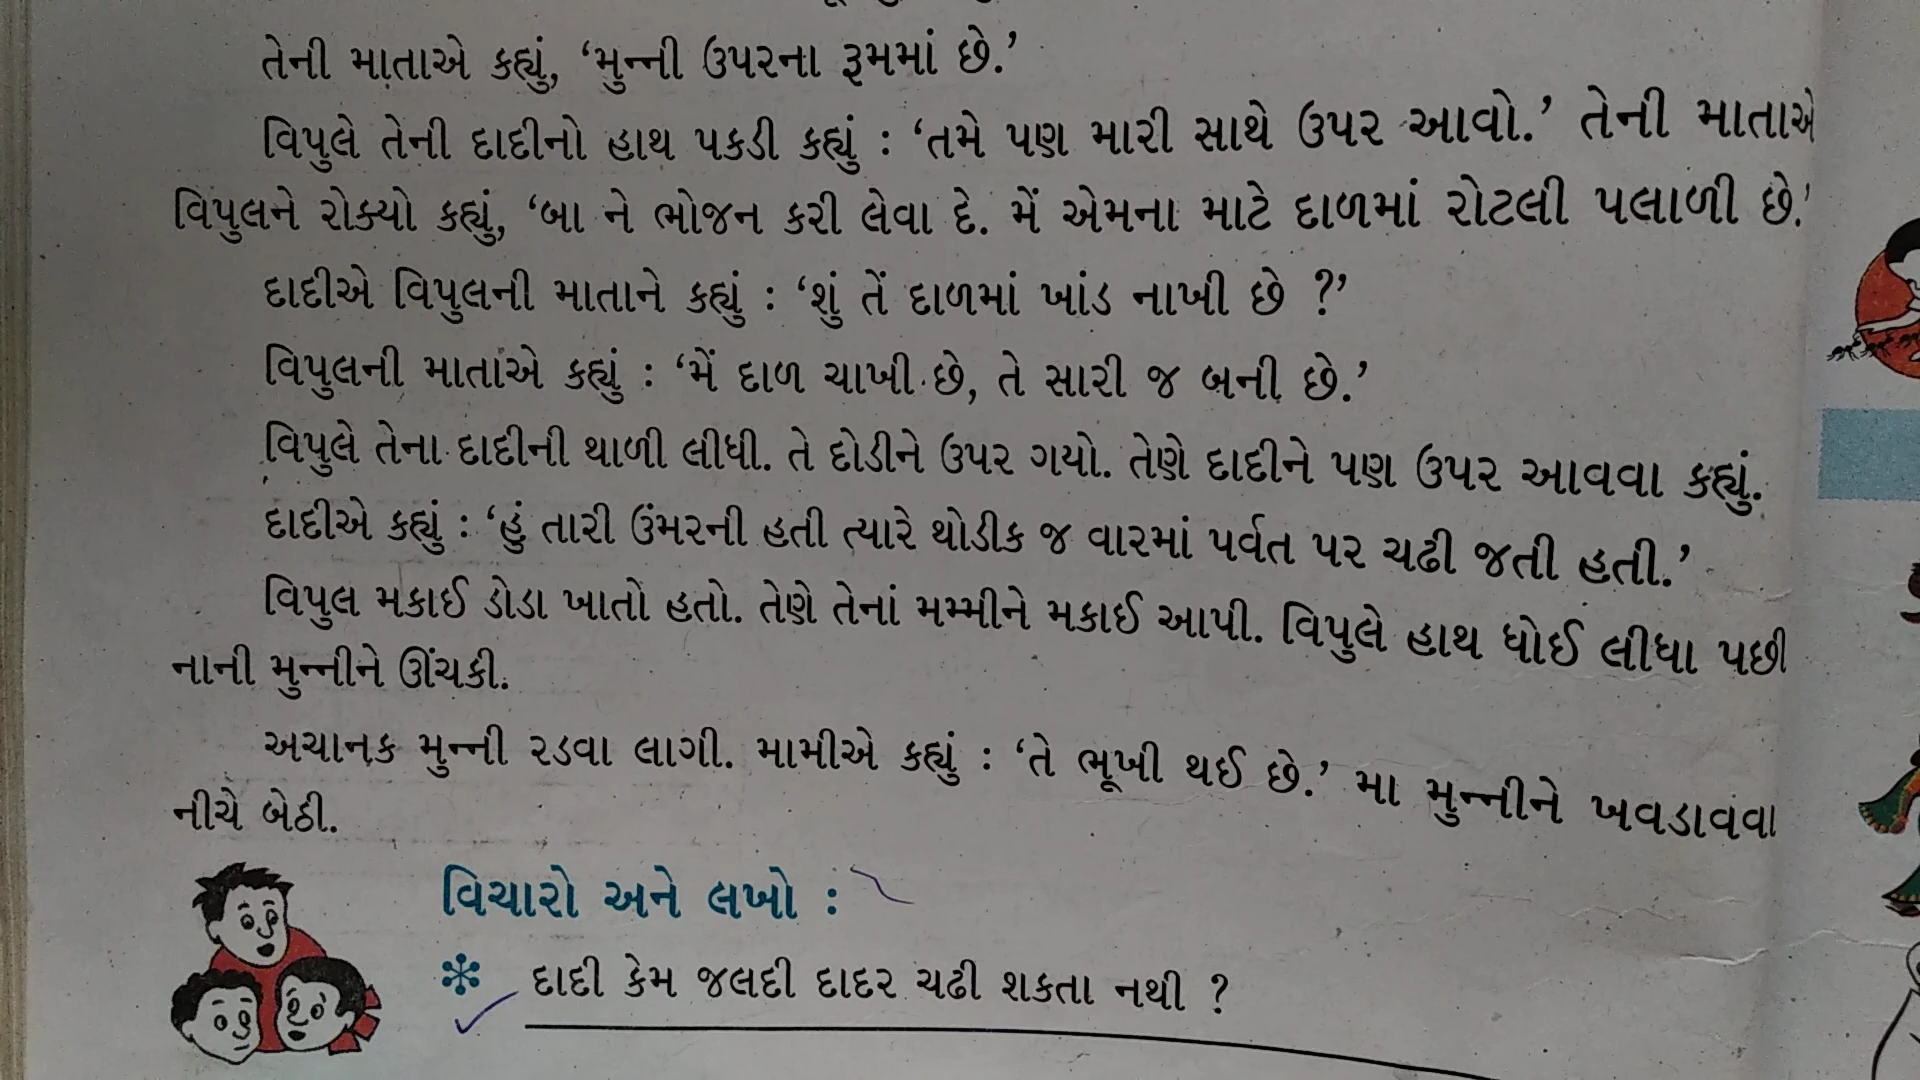 તેની માતાએ કહ્યું, ‘મુન્ની ઉપરના રૂમમાં છે.’
વિપુલે તેની દાદીનો હાથ પકડી કહ્યું : ‘તમે પણ મારી સાથે ઉપર આવો.’ તેની માતાએ
વિપુલને રોક્યો કહ્યું, ‘બા ને ભોજન કરી લેવા દે. મેં એમના માટે દાળમાં રોટલી પલાળી છે.’
દાદીએ વિપુલની માતાને કહ્યું : ‘શું તેં દાળમાં ખાંડ નાખી છે ?’
વિપુલની માતાએ કહ્યું : ‘મેં દાળ ચાખી છે, તે સારી જ બની છે.’
વિપુલે તેના દાદીની થાળી લીધી. તે દોડીને ઉપર ગયો. તેણે દાદીને પણ ઉપર આવવા કહ્યું.
દાદીએ કહ્યું : ‘હું તારી ઉંમરની હતી ત્યારે થોડીક જ વારમાં પર્વત પર ચઢી જતી હતી.’
વિપુલ મકાઈ ડોડા ખાતો હતો. તેણે તેનાં મમ્મીને મકાઈ આપી. વિપુલે હાથ ધોઈ લીધા પછી
નાની મુન્નીને ઊંચકી.
અચાનક મુન્ની રડવા લાગી. મામીએ કહ્યું : ‘તે ભૂખી થઈ છે.’ મા મુન્નીને ખવડાવવા
નીચે બેઠી.
વિચારો અને લખો :
દાદી કેમ જલદી દાદર ચઢી શકતા નથી ?